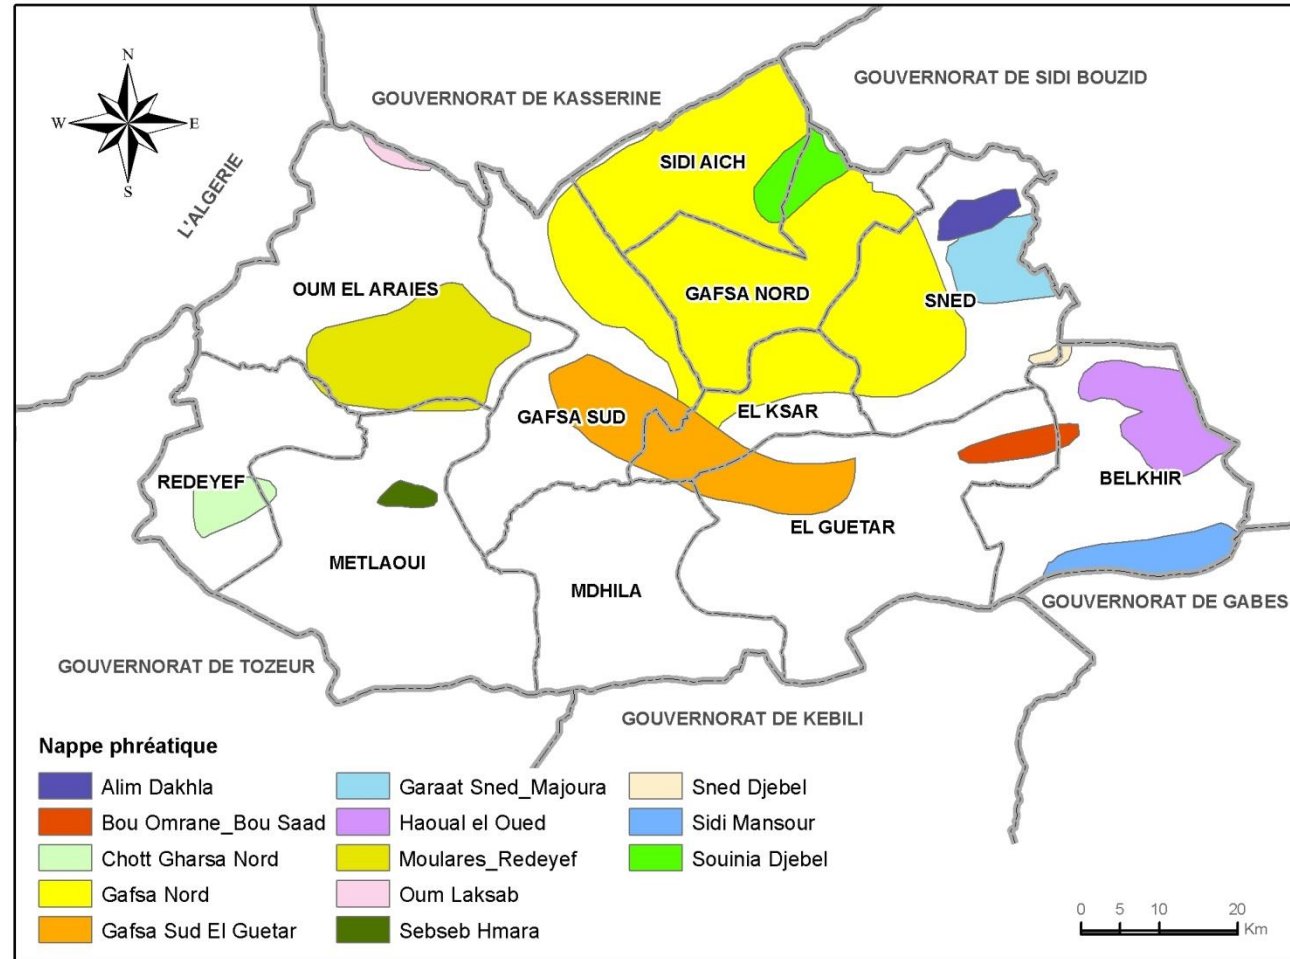 N
W E
S
GOUVERNORAT DE KASSERINE
GOUVERNORAT DE SIDI BOUZID
L'ALGERIE
SIDI AICH
OUM EL ARAIES
GAFSA NORD
SNED
GAFSA SUD
EL KSAR
REDEYEF
BELKHIR
EL GUETAR
METLAOUI
MDHILA
GOUVERNORAT DE GABES
GOUVERNORAT DE TOZEUR
GOUVERNORAT DE KEBILI
Nappe phréatique
Alim Dakhla
Bou Omrane_Bou Saad
Chott Gharsa Nord
Gafsa Nord
Gafsa Sud El Guetar
Garaat Sned_Majoura
Haoual el Oued
Moulares_Redeyef
Oum Laksab
Sebseb Hmara
Sned Djebel
Sidi Mansour
Souinia Djebel
0 5 10 20
Km